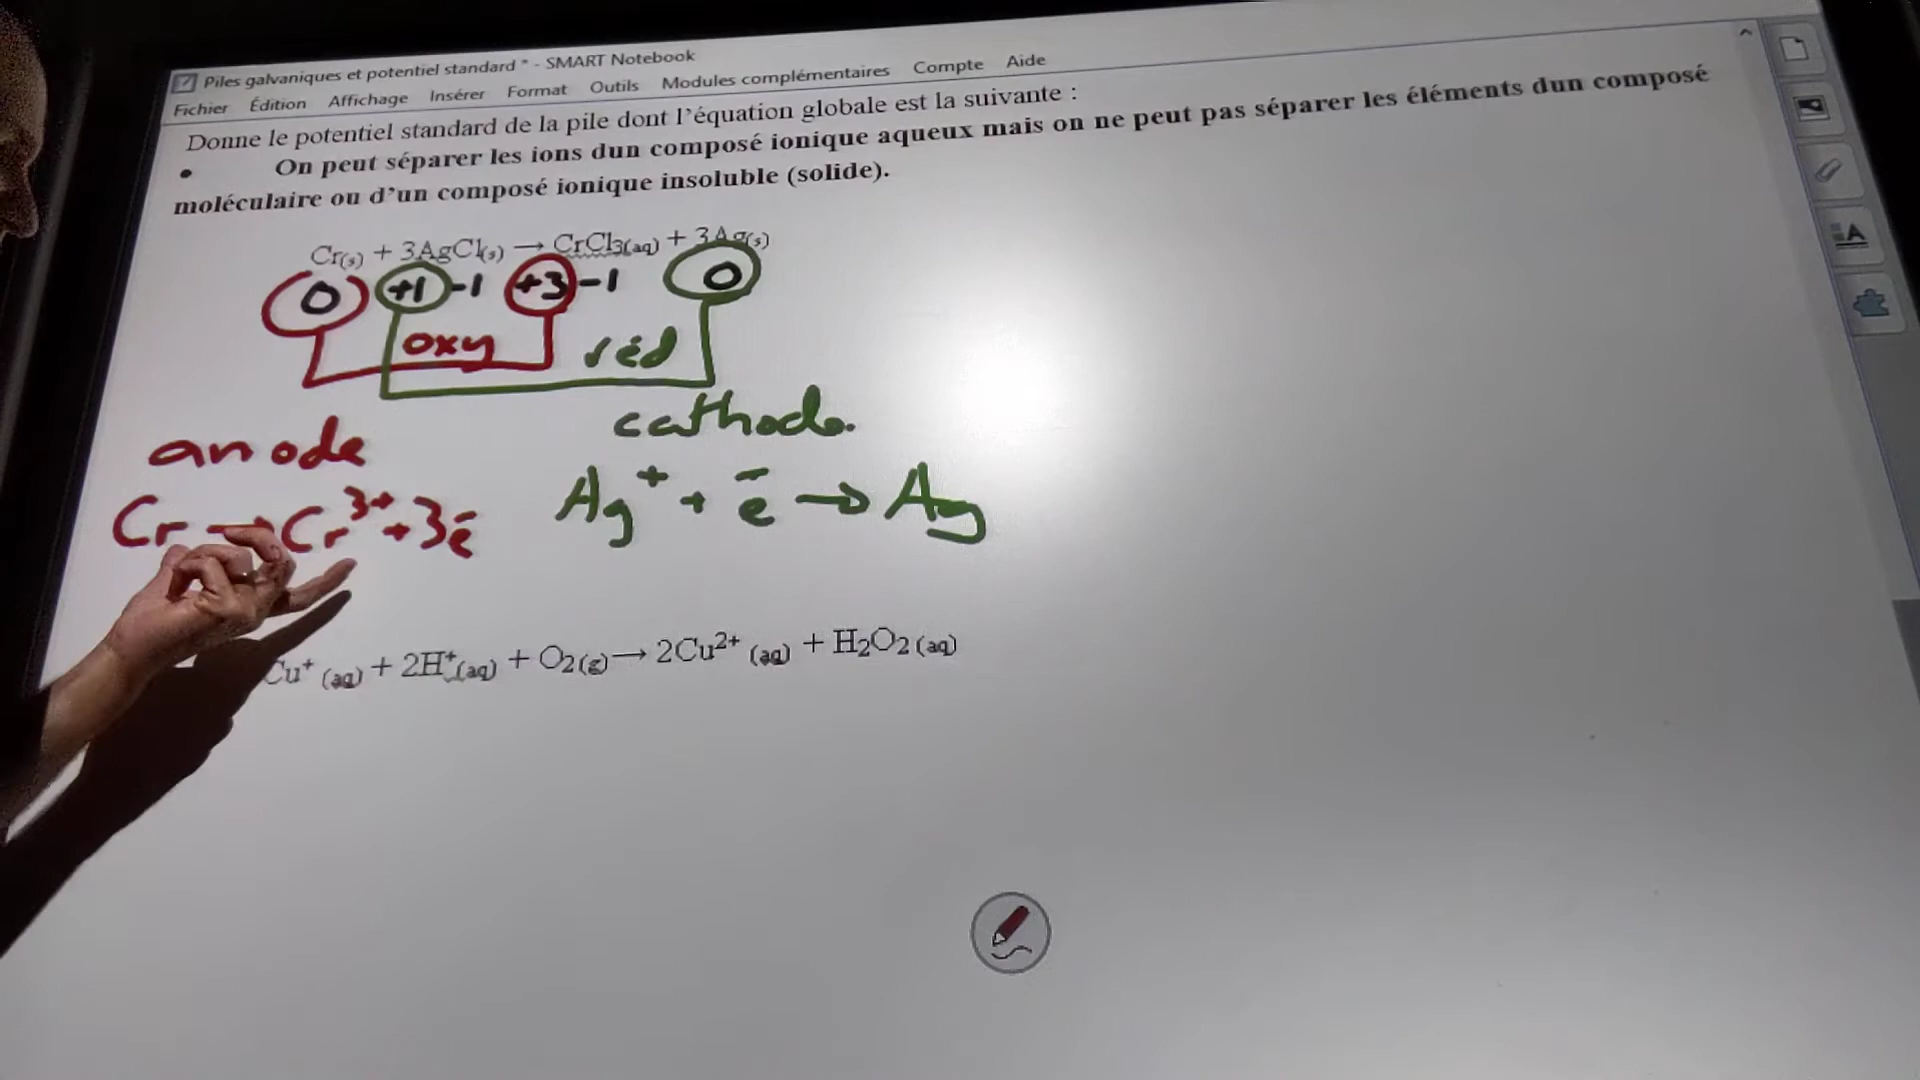 Piles galvaniques et potentiel standard * - SMART Notebook
Fichier Édition Affichage Insérer Format Outils Modules complémentaires Compte Aide
Donne le potentiel standard de la pile dont l’équation globale est la suivante :
• On peut séparer les ions dun composé ionique aqueux mais on ne peut pas séparer les éléments dun composé
moléculaire ou d’un composé ionique insoluble (solide).
Cr(s) + 3AgCl(s) → CrCl3(aq) + 3Ag(s)
0 +1 -1 +3 -1 0
oxy réd
anode cathode.
Cr → Cr³⁺ + 3e⁻ Ag⁺ + e⁻ → Ag
Cu⁺ (aq) + 2H⁺(aq) + O2(g) → 2Cu²⁺ (aq) + H2O2 (aq)
A